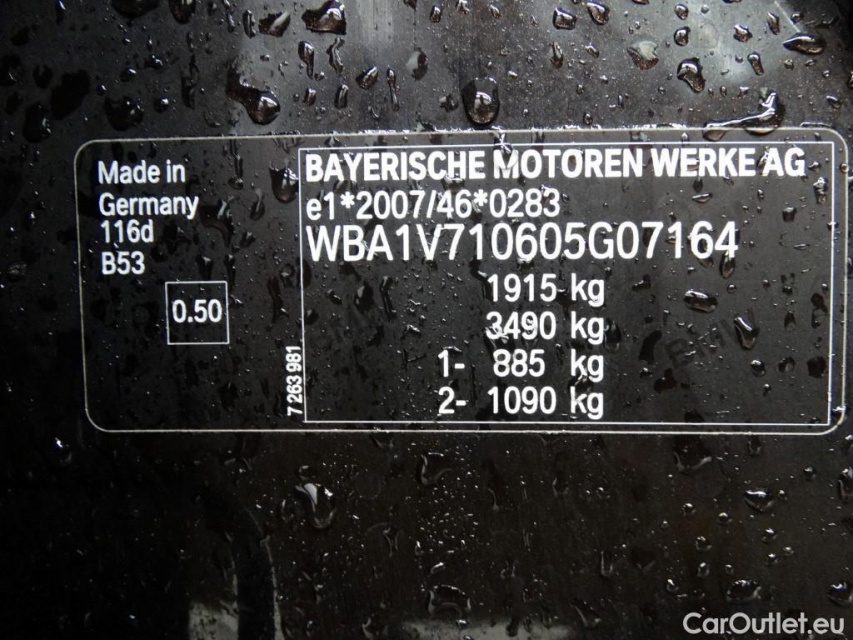 Made in
Germany
116d
B53
0.50
7 263 981
BAYERISCHE MOTOREN WERKE AG
e1*2007/46*0283
WBA1V710605G07164
1915 kg
3490 kg
1- 885 kg
2- 1090 kg
BMW
CarOutlet.eu